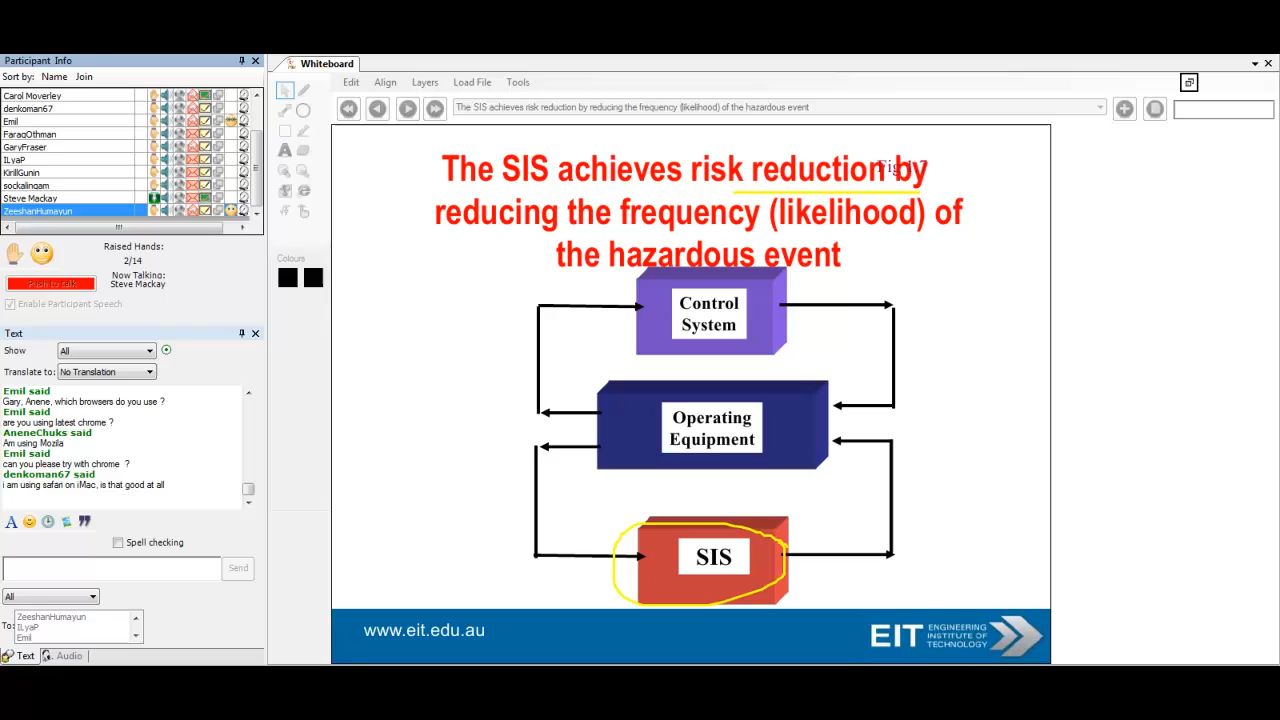 Participant Info
Sort by: Name Join
Carol Moverley
denkoman67
Emil
FaragOthman
GaryFraser
ILyaP
KirillGunin
sockalingam
Steve Mackay
ZeeshanHumayun
Raised Hands:
2/14
Now Talking:
Steve Mackay
Push to talk
Enable Participant Speech
Text
Show All
Translate to: No Translation
Emil said
Gary, Anene, which browsers do you use ?
Emil said
are you using latest chrome ?
AneneChuks said
Am using Mozila
Emil said
can you please try with chrome ?
denkoman67 said
i am using safari on iMac, is that good at all
Spell checking
Send
All
To:
ZeeshanHumayun
ILyaP
Emil
Text Audio
Whiteboard
Edit Align Layers Load File Tools
The SIS achieves risk reduction by reducing the frequency (likelihood) of the hazardous event
Colours
The SIS achieves risk reduction by
reducing the frequency (likelihood) of
the hazardous event
Control
System
Operating
Equipment
SIS
www.eit.edu.au
EIT
ENGINEERING
INSTITUTE OF
TECHNOLOGY